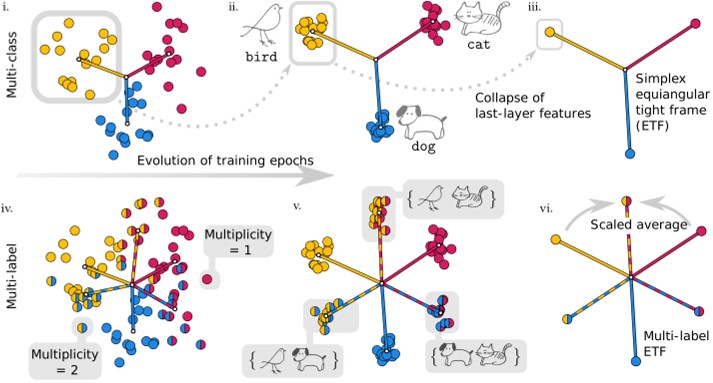 i.
ii.
iii.
Multi-class
bird
cat
dog
Collapse of
last-layer features
Simplex
equiangular
tight frame
(ETF)
Evolution of training epochs
iv.
v.
vi.
Multi-label
Multiplicity
= 1
Multiplicity
= 2
{ }
{ }
{ }
Scaled average
Multi-label
ETF